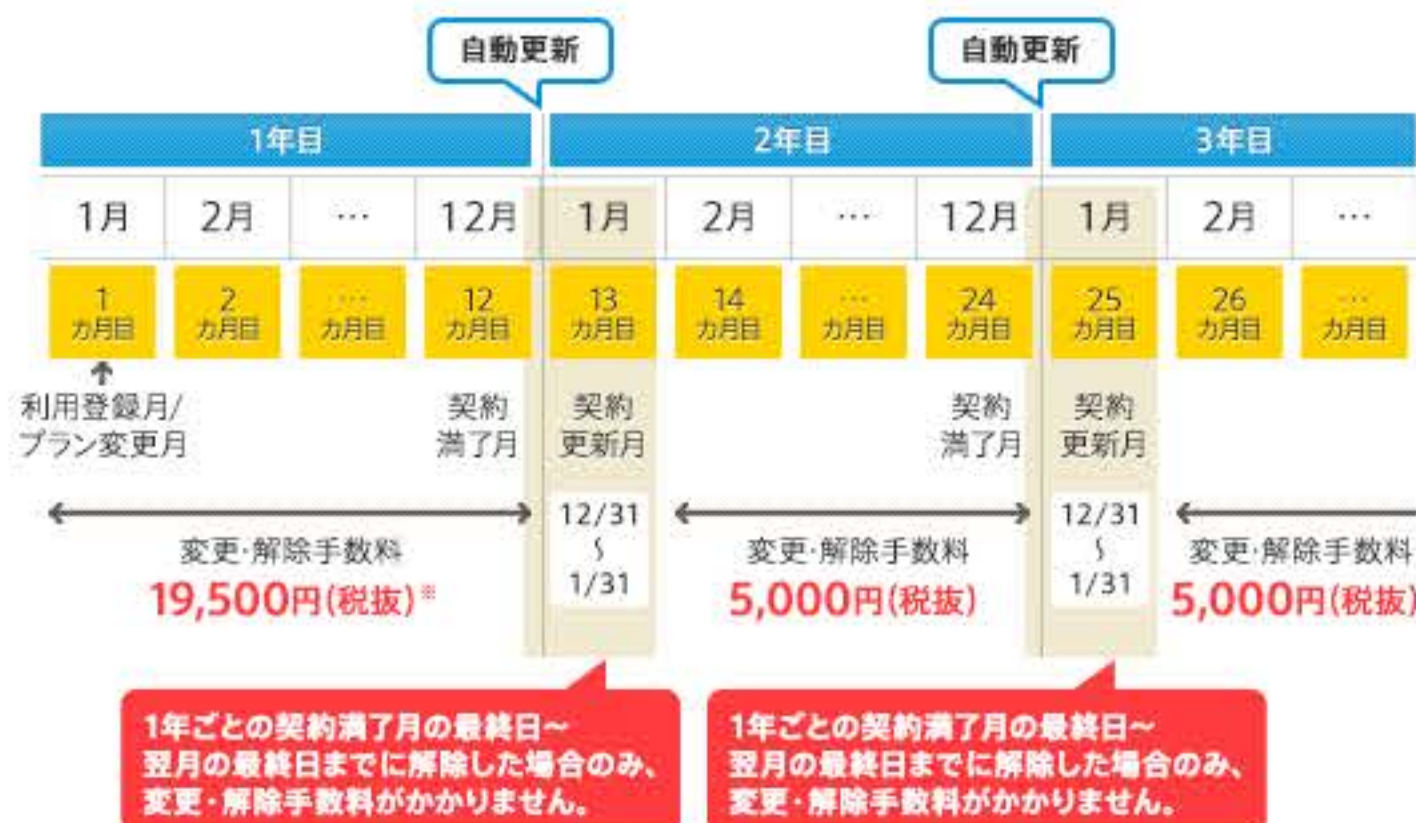 自動更新
自動更新
1年目
2年目
3年目
1月
2月
…
12月
1月
2月
…
12月
1月
2月
…
1
カ月目
2
カ月目
…
カ月目
12
カ月目
13
カ月目
14
カ月目
…
カ月目
24
カ月目
25
カ月目
26
カ月目
…
カ月目
利用登録月/
プラン変更月
契約
満了月
契約
更新月
契約
満了月
契約
更新月
変更・解除手数料
19,500円(税抜)※
12/31
〜
1/31
変更・解除手数料
5,000円(税抜)
12/31
〜
1/31
変更・解除手数料
5,000円(税抜)
1年ごとの契約満了月の最終日〜
翌月の最終日までに解除した場合のみ、
変更・解除手数料がかかりません。
1年ごとの契約満了月の最終日〜
翌月の最終日までに解除した場合のみ、
変更・解除手数料がかかりません。